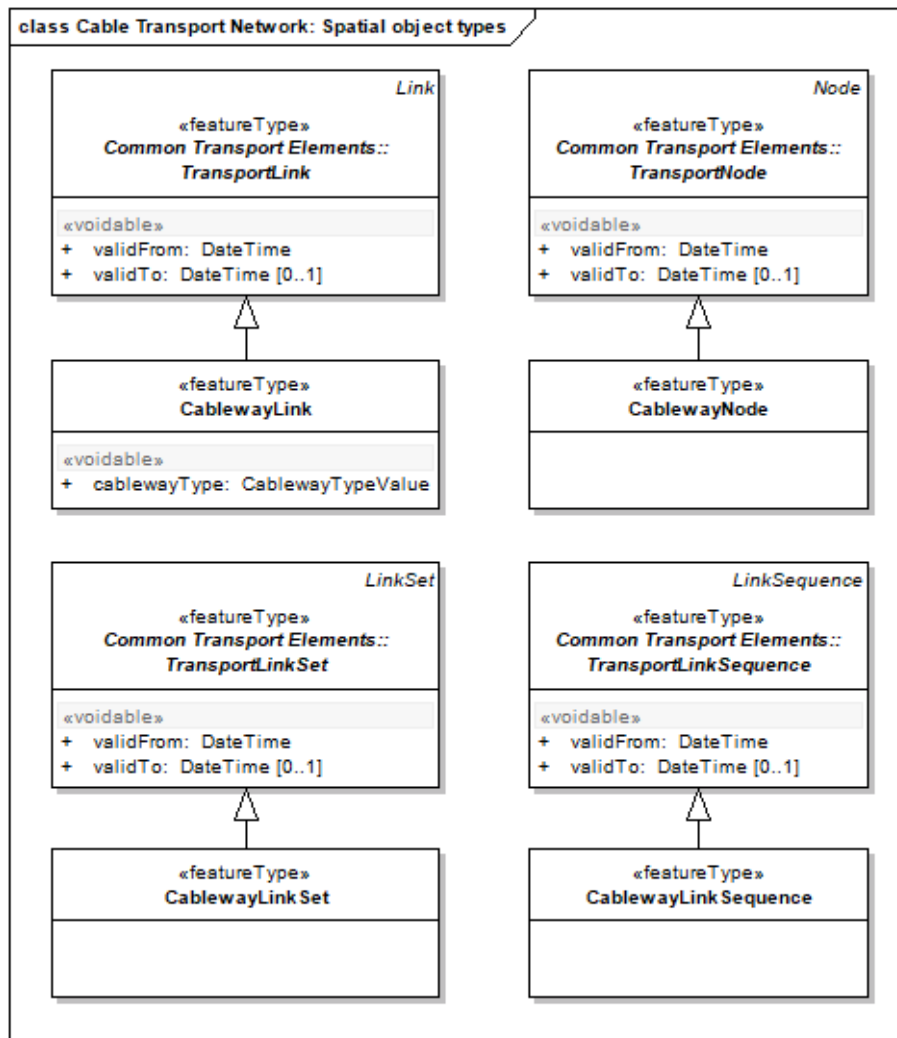 class Cable Transport Network: Spatial object types
Link
«featureType»
Common Transport Elements::
TransportLink
«voidable»
+ validFrom: DateTime
+ validTo: DateTime [0..1]
Node
«featureType»
Common Transport Elements::
TransportNode
«voidable»
+ validFrom: DateTime
+ validTo: DateTime [0..1]
«featureType»
CablewayLink
«voidable»
+ cablewayType: CablewayTypeValue
«featureType»
CablewayNode
LinkSet
«featureType»
Common Transport Elements::
TransportLinkSet
«voidable»
+ validFrom: DateTime
+ validTo: DateTime [0..1]
LinkSequence
«featureType»
Common Transport Elements::
TransportLinkSequence
«voidable»
+ validFrom: DateTime
+ validTo: DateTime [0..1]
«featureType»
CablewayLinkSet
«featureType»
CablewayLinkSequence